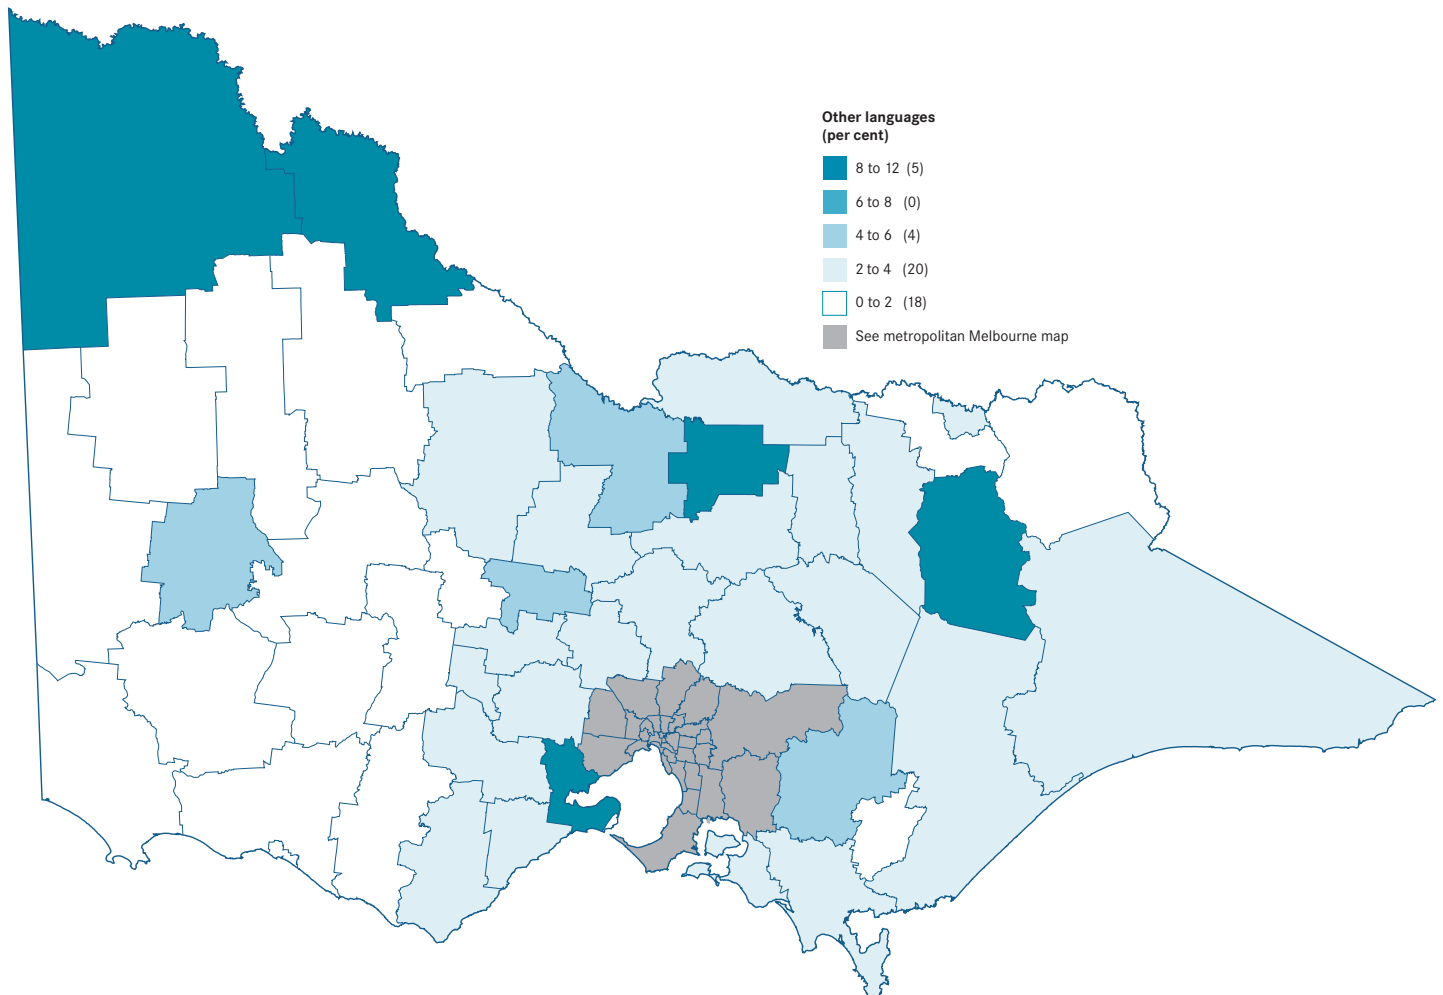 Other languages
(per cent)
8 to 12 (5)
6 to 8 (0)
4 to 6 (4)
2 to 4 (20)
0 to 2 (18)
See metropolitan Melbourne map